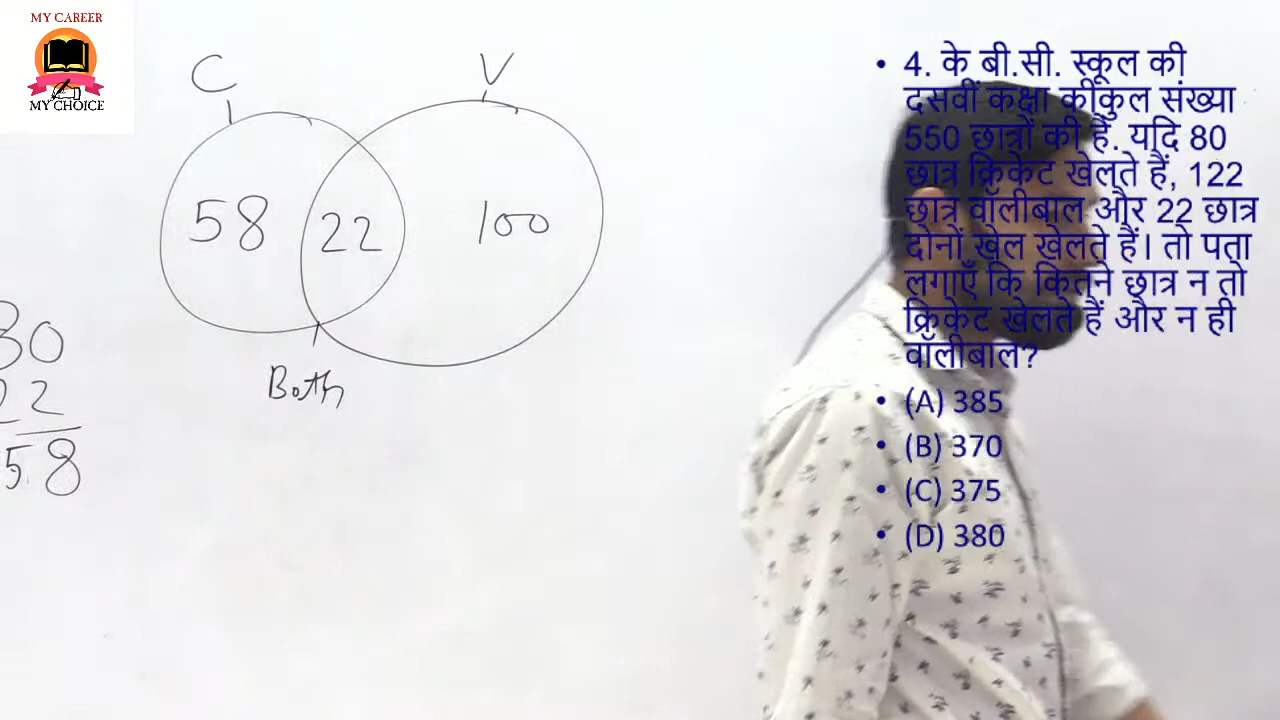 MY CAREER
MY CHOICE
C
V
58
22
100
Both
30
22
58
• 4. के बी.सी. स्कूल की
दसवीं कक्षा कीकुल संख्या
550 छात्रों की है. यदि 80
छात्र क्रिकेट खेलते हैं, 122
छात्र वॉलीबाल और 22 छात्र
दोनों खेल खेलते हैं। तो पता
लगाएँ कि कितने छात्र न तो
क्रिकेट खेलते हैं और न ही
वॉलीबाल?
• (A) 385
• (B) 370
• (C) 375
• (D) 380